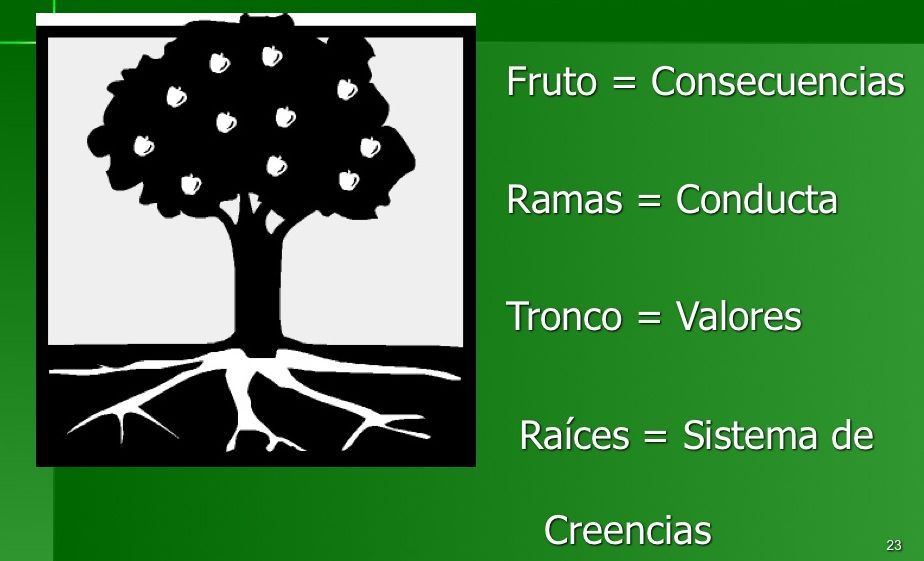 Fruto = Consecuencias
Ramas = Conducta
Tronco = Valores
Raíces = Sistema de
Creencias
23